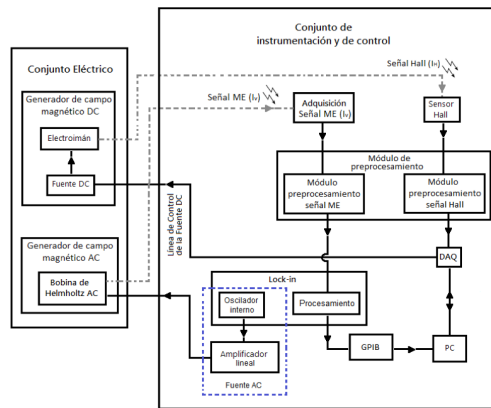 Conjunto de
instrumentación y de control
Conjunto Eléctrico
Generador de campo
magnético DC
Electroimán
Fuente DC
Generador de campo
magnético AC
Bobina de
Helmholtz AC
Señal Hall (Iₕ)
Señal ME (Iᵥ)
Adquisición
Señal ME (Iᵥ)
Sensor
Hall
Módulo de
preprocesamiento
Módulo
preprocesamiento
señal ME
Módulo
preprocesamiento
señal Hall
Línea de Control
de la Fuente DC
DAQ
Lock-in
Oscilador
interno
Procesamiento
Amplificador
lineal
Fuente AC
GPIB
PC